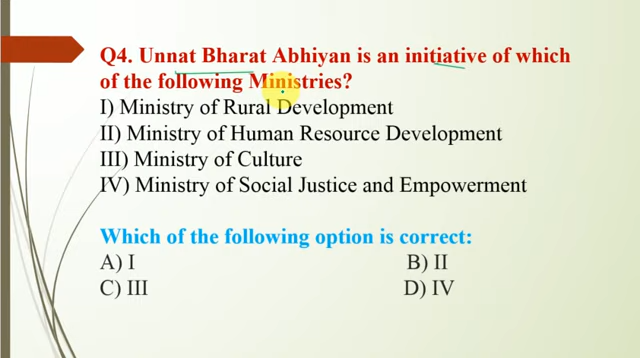 Q4. Unnat Bharat Abhiyan is an initiative of which
of the following Ministries?
I) Ministry of Rural Development
II) Ministry of Human Resource Development
III) Ministry of Culture
IV) Ministry of Social Justice and Empowerment
Which of the following option is correct:
A) I B) II
C) III D) IV